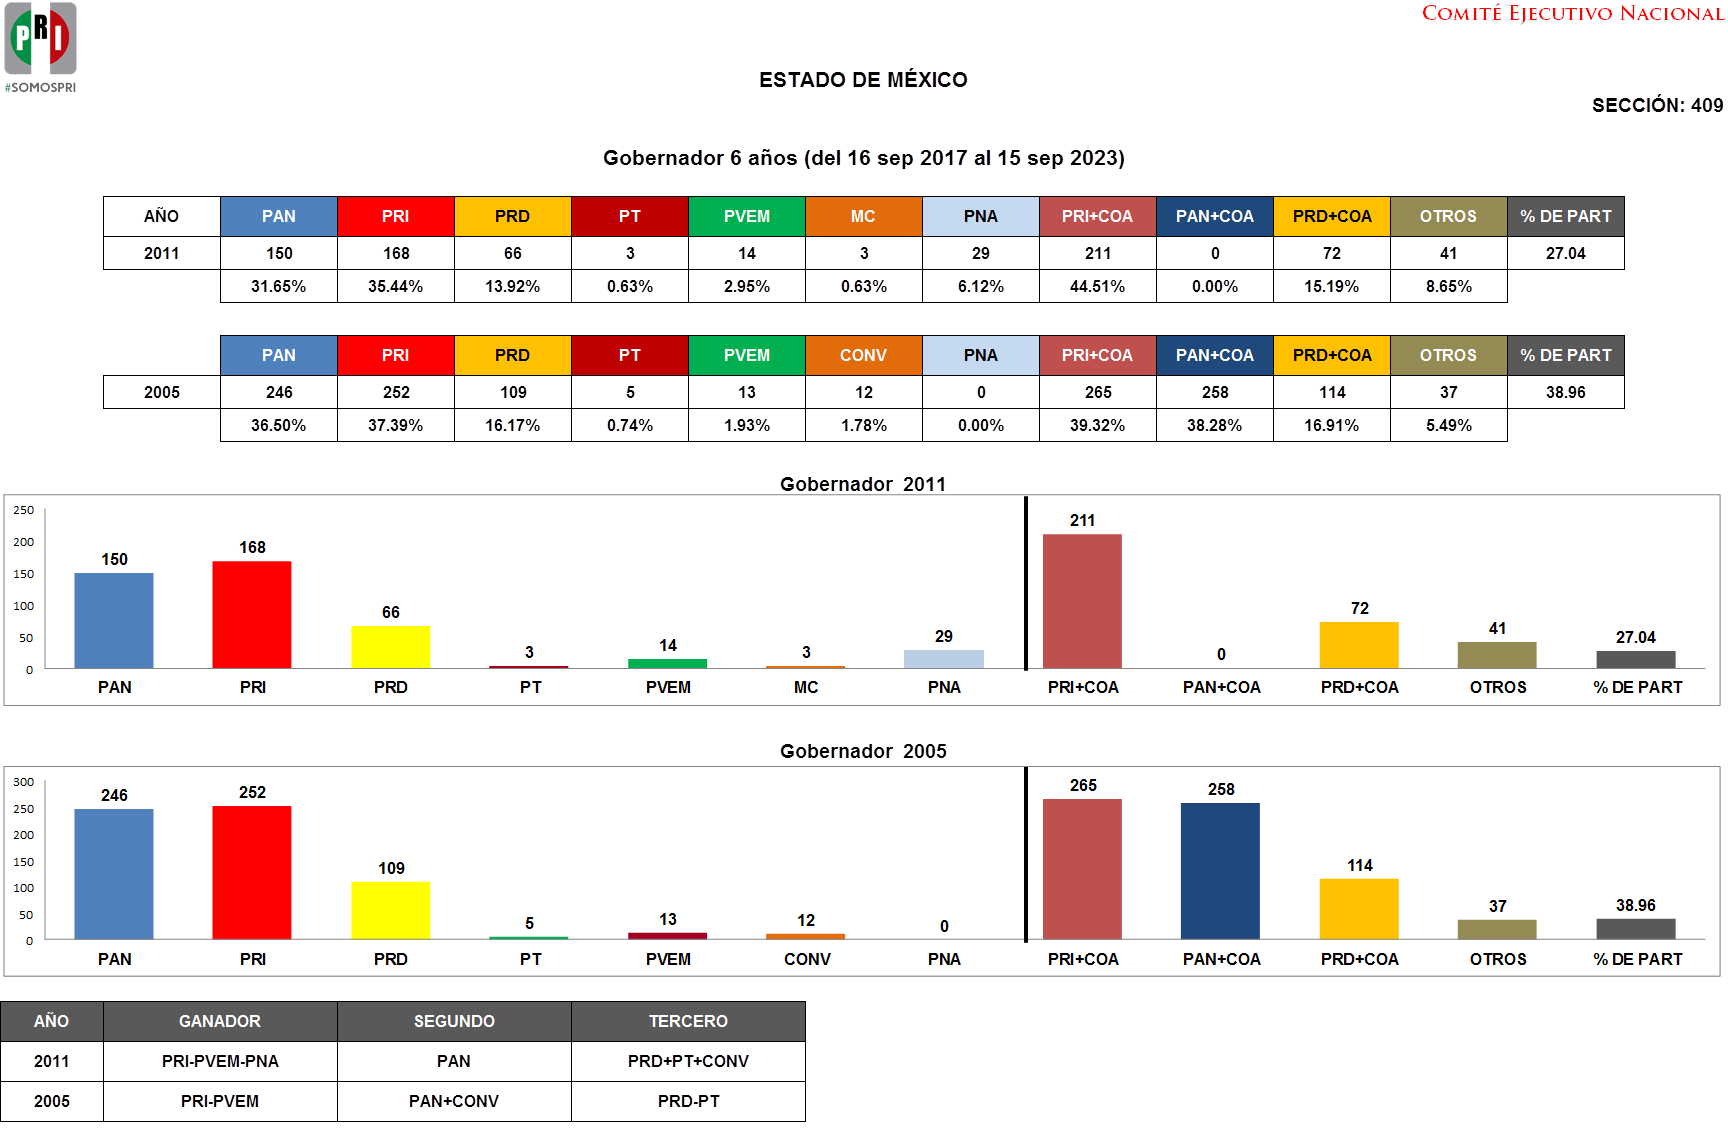 PRI
#SOMOSPRI
COMITÉ EJECUTIVO NACIONAL
ESTADO DE MÉXICO
SECCIÓN: 409
Gobernador 6 años (del 16 sep 2017 al 15 sep 2023)
AÑO PAN PRI PRD PT PVEM MC PNA PRI+COA PAN+COA PRD+COA OTROS % DE PART
2011 150 168 66 3 14 3 29 211 0 72 41 27.04
31.65% 35.44% 13.92% 0.63% 2.95% 0.63% 6.12% 44.51% 0.00% 15.19% 8.65%
PAN PRI PRD PT PVEM CONV PNA PRI+COA PAN+COA PRD+COA OTROS % DE PART
2005 246 252 109 5 13 12 0 265 258 114 37 38.96
36.50% 37.39% 16.17% 0.74% 1.93% 1.78% 0.00% 39.32% 38.28% 16.91% 5.49%
Gobernador 2011
250
200
150
100
50
0
150 168 66 3 14 3 29 211 0 72 41 27.04
PAN PRI PRD PT PVEM MC PNA PRI+COA PAN+COA PRD+COA OTROS % DE PART
Gobernador 2005
300
250
200
150
100
50
0
246 252 109 5 13 12 0 265 258 114 37 38.96
PAN PRI PRD PT PVEM CONV PNA PRI+COA PAN+COA PRD+COA OTROS % DE PART
AÑO GANADOR SEGUNDO TERCERO
2011 PRI-PVEM-PNA PAN PRD+PT+CONV
2005 PRI-PVEM PAN+CONV PRD-PT